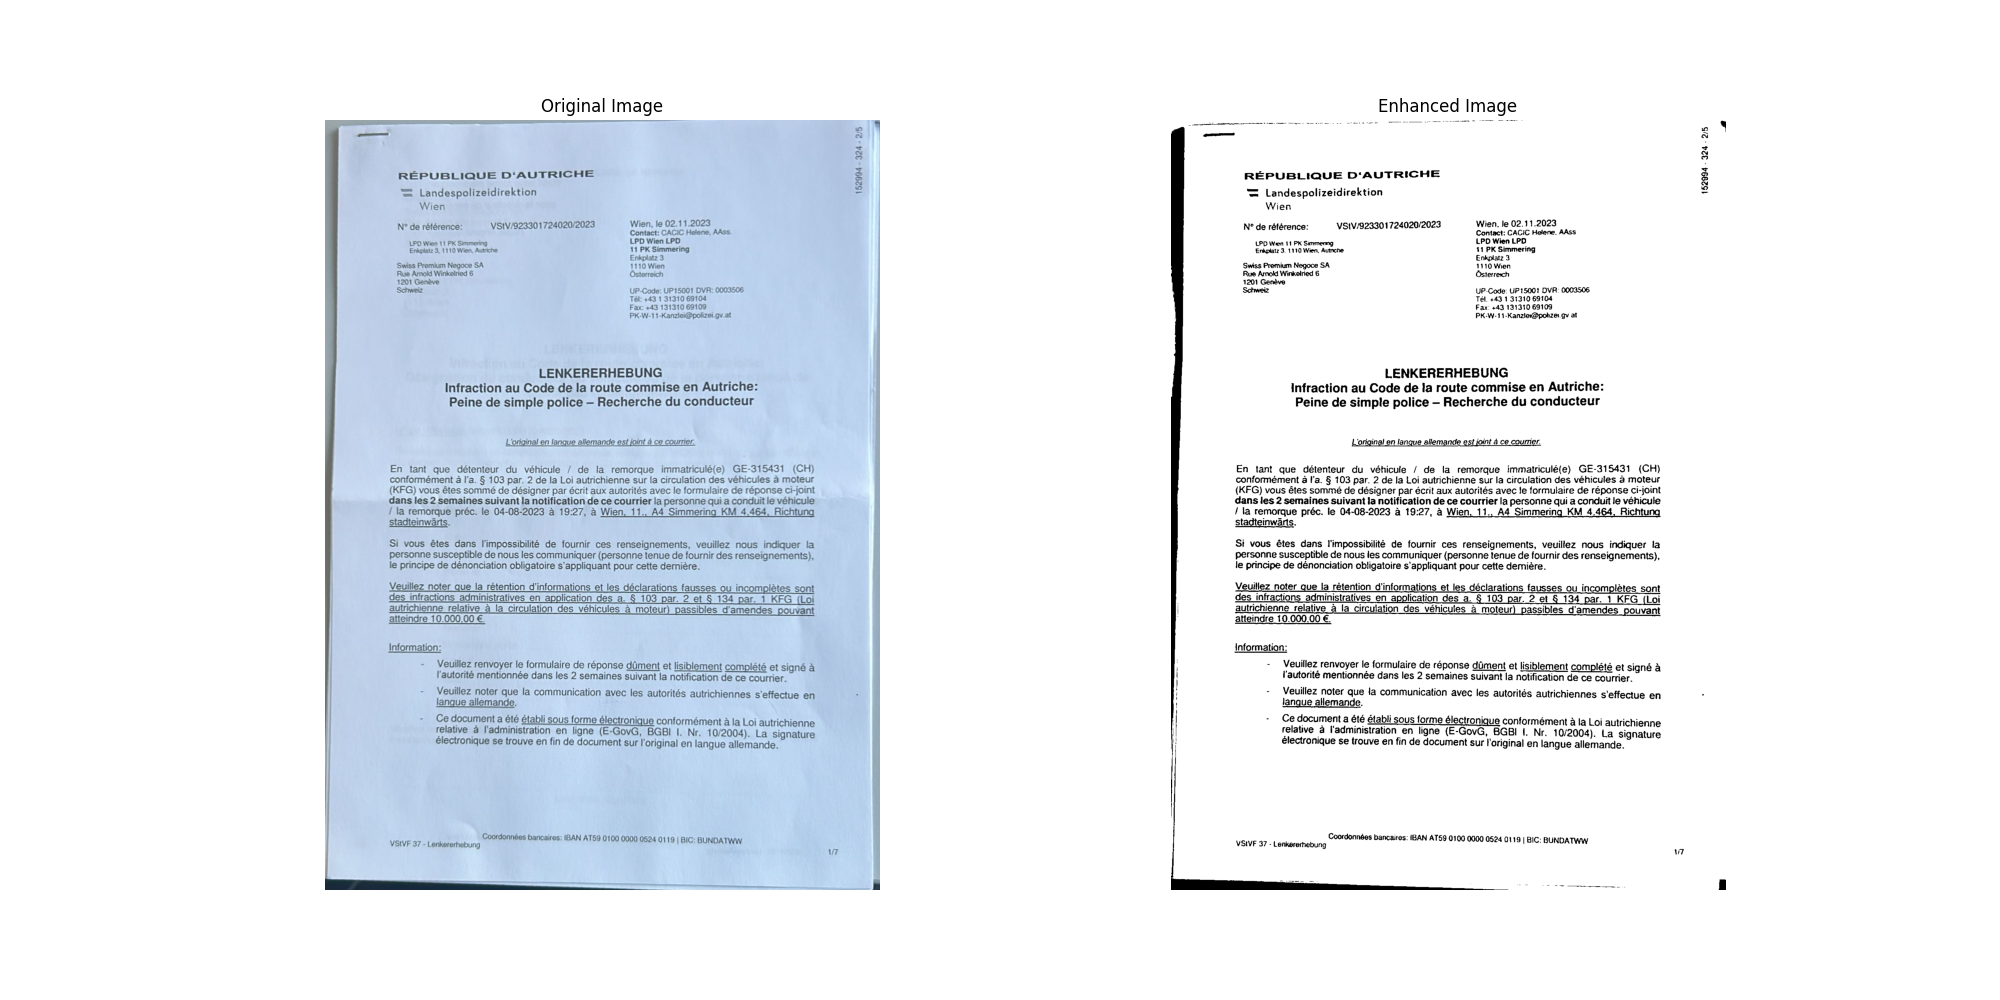 Original Image
RÉPUBLIQUE D'AUTRICHE
Landespolizeidirektion
Wien
152994 - 324 - 2/5
N° de référence: VStV/923301724020/2023
LPD Wien 11 PK Simmering
Enkplatz 3, 1110 Wien, Autriche
Swiss Premium Negoce SA
Rue Arnold Winkelried 6
1201 Genève
Schweiz
Wien, le 02.11.2023
Contact: CACIC Helene, AAss.
LPD Wien LPD
11 PK Simmering
Enkplatz 3
1110 Wien
Österreich
UP-Code: UP15001 DVR: 0003506
Tél: +43 1 31310 69104
Fax: +43 131310 69109
PK-W-11-Kanzlei@polizei.gv.at
LENKERERHEBUNG
Infraction au Code de la route commise en Autriche:
Peine de simple police – Recherche du conducteur
L'original en langue allemande est joint à ce courrier.
En tant que détenteur du véhicule / de la remorque immatriculé(e) GE-315431 (CH)
conformément à l'a. § 103 par. 2 de la Loi autrichienne sur la circulation des véhicules à moteur
(KFG) vous êtes sommé de désigner par écrit aux autorités avec le formulaire de réponse ci-joint
dans les 2 semaines suivant la notification de ce courrier la personne qui a conduit le véhicule
/ la remorque préc. le 04-08-2023 à 19:27, à Wien, 11., A4 Simmering KM 4,464, Richtung
stadteinwärts.
Si vous êtes dans l'impossibilité de fournir ces renseignements, veuillez nous indiquer la
personne susceptible de nous les communiquer (personne tenue de fournir des renseignements),
le principe de dénonciation obligatoire s'appliquant pour cette dernière.
Veuillez noter que la rétention d'informations et les déclarations fausses ou incomplètes sont
des infractions administratives en application des a. § 103 par. 2 et § 134 par. 1 KFG (Loi
autrichienne relative à la circulation des véhicules à moteur) passibles d'amendes pouvant
atteindre 10.000,00 €.
Information:
- Veuillez renvoyer le formulaire de réponse dûment et lisiblement complété et signé à
l'autorité mentionnée dans les 2 semaines suivant la notification de ce courrier.
- Veuillez noter que la communication avec les autorités autrichiennes s'effectue en
langue allemande.
- Ce document a été établi sous forme électronique conformément à la Loi autrichienne
relative à l'administration en ligne (E-GovG, BGBl I. Nr. 10/2004). La signature
électronique se trouve en fin de document sur l'original en langue allemande.
Coordonnées bancaires: IBAN AT59 0100 0000 0524 0119 | BIC: BUNDATWW
VStVF 37 - Lenkererhebung
1/7
Enhanced Image
RÉPUBLIQUE D'AUTRICHE
Landespolizeidirektion
Wien
152994 - 324 - 2/5
N° de référence: VStV/923301724020/2023
LPD Wien 11 PK Simmering
Enkplatz 3, 1110 Wien, Autriche
Swiss Premium Negoce SA
Rue Arnold Winkelried 6
1201 Genève
Schweiz
Wien, le 02.11.2023
Contact: CACIC Helene, AAss
LPD Wien LPD
11 PK Simmering
Enkplatz 3
1110 Wien
Österreich
UP-Code: UP15001 DVR: 0003506
Tél. +43 1 31310 69104
Fax: +43 131310 69109
PK-W-11-Kanzlei@polizei.gv at
LENKERERHEBUNG
Infraction au Code de la route commise en Autriche:
Peine de simple police – Recherche du conducteur
L'original en langue allemande est joint à ce courrier.
En tant que détenteur du véhicule / de la remorque immatriculé(e) GE-315431 (CH)
conformément à l'a. § 103 par. 2 de la Loi autrichienne sur la circulation des véhicules à moteur
(KFG) vous êtes sommé de désigner par écrit aux autorités avec le formulaire de réponse ci-joint
dans les 2 semaines suivant la notification de ce courrier la personne qui a conduit le véhicule
/ la remorque préc. le 04-08-2023 à 19:27, à Wien, 11., A4 Simmering KM 4,464, Richtung
stadteinwärts.
Si vous êtes dans l'impossibilité de fournir ces renseignements, veuillez nous indiquer la
personne susceptible de nous les communiquer (personne tenue de fournir des renseignements),
le principe de dénonciation obligatoire s'appliquant pour cette dernière.
Veuillez noter que la rétention d'informations et les déclarations fausses ou incomplètes sont
des infractions administratives en application des a. § 103 par. 2 et § 134 par. 1 KFG (Loi
autrichienne relative à la circulation des véhicules à moteur) passibles d'amendes pouvant
atteindre 10.000,00 €.
Information:
- Veuillez renvoyer le formulaire de réponse dûment et lisiblement complété et signé à
l'autorité mentionnée dans les 2 semaines suivant la notification de ce courrier.
- Veuillez noter que la communication avec les autorités autrichiennes s'effectue en
langue allemande.
- Ce document a été établi sous forme électronique conformément à la Loi autrichienne
relative à l'administration en ligne (E-GovG, BGBl I. Nr. 10/2004). La signature
électronique se trouve en fin de document sur l'original en langue allemande.
Coordonnées bancaires: IBAN AT59 0100 0000 0524 0119 | BIC: BUNDATWW
VStVF 37 - Lenkererhebung
1/7